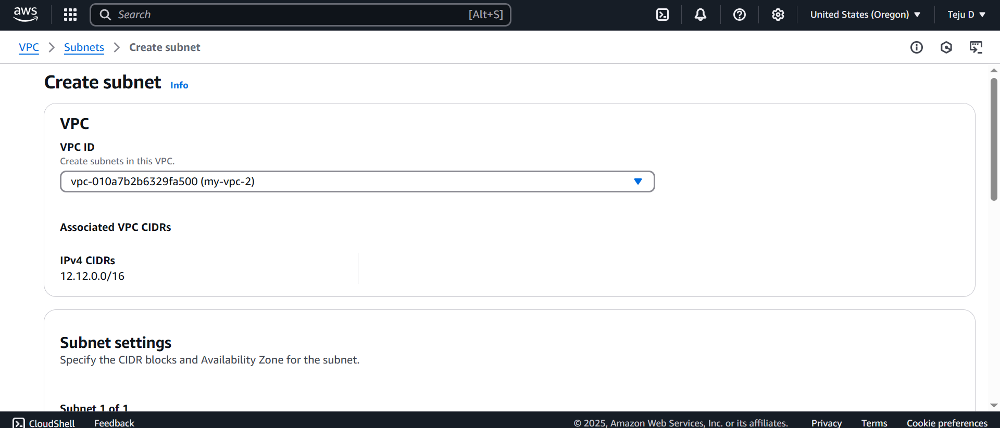 aws
Search [Alt+S]
United States (Oregon)
Teju D
VPC > Subnets > Create subnet
Create subnet Info
VPC
VPC ID
Create subnets in this VPC.
vpc-010a7b2b6329fa500 (my-vpc-2)
Associated VPC CIDRs
IPv4 CIDRs
12.12.0.0/16
Subnet settings
Specify the CIDR blocks and Availability Zone for the subnet.
Subnet 1 of 1
CloudShell Feedback © 2025, Amazon Web Services, Inc. or its affiliates. Privacy Terms Cookie preferences